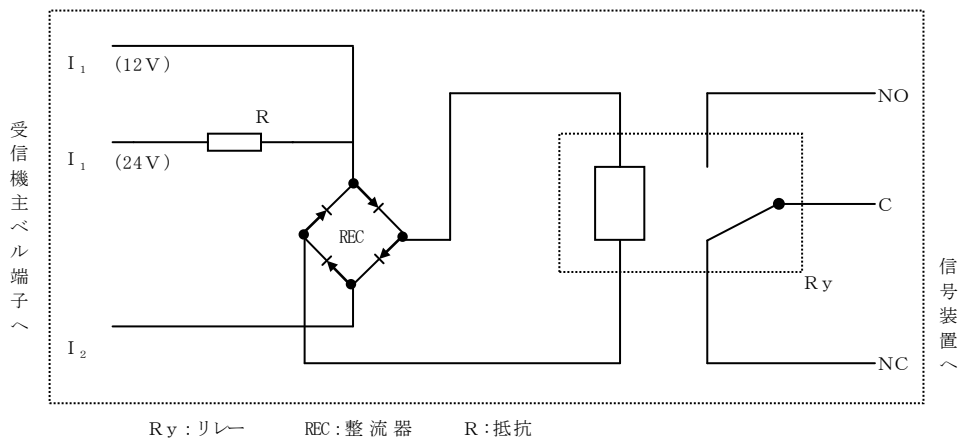 受信機主ベル端子へ
I₁ (12V)
R
I₁ (24V)
REC
I₂
NO
C
Ry
NC
信号装置へ
Ry:リレー REC:整流器 R:抵抗